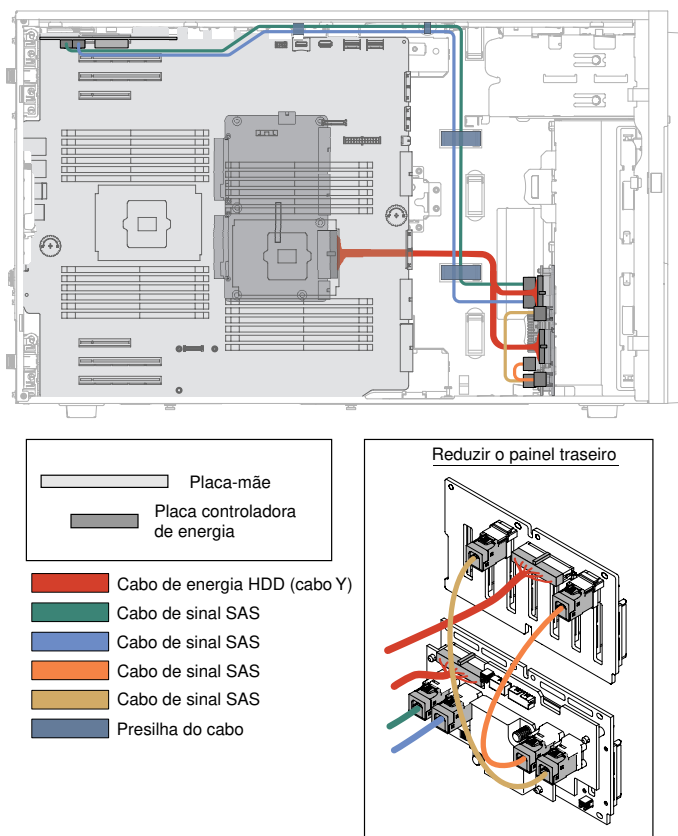 Placa-mãe
Placa controladora
de energia
Cabo de energia HDD (cabo Y)
Cabo de sinal SAS
Cabo de sinal SAS
Cabo de sinal SAS
Cabo de sinal SAS
Presilha do cabo
Reduzir o painel traseiro